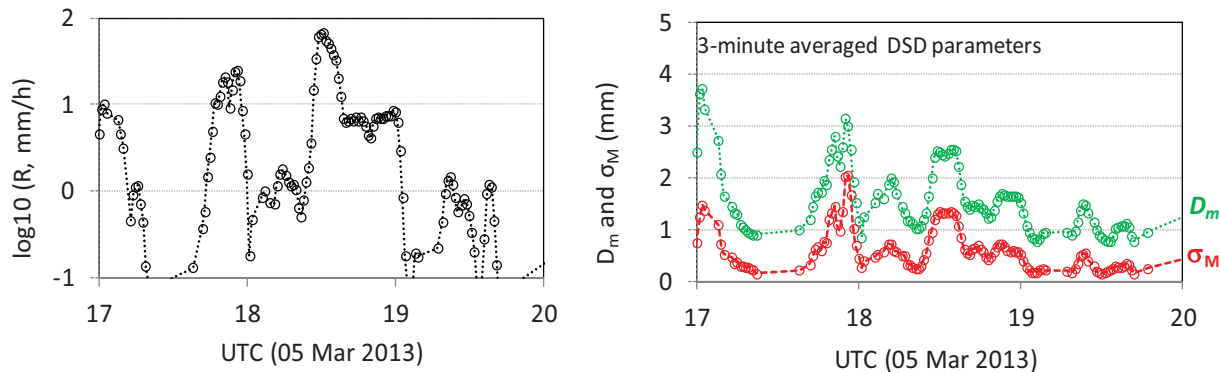 log10 (R, mm/h)
2
1
0
-1
17
18
19
20
UTC (05 Mar 2013)
Dm and σM (mm)
5
4
3
2
1
0
3-minute averaged DSD parameters
Dm
σM
17
18
19
20
UTC (05 Mar 2013)